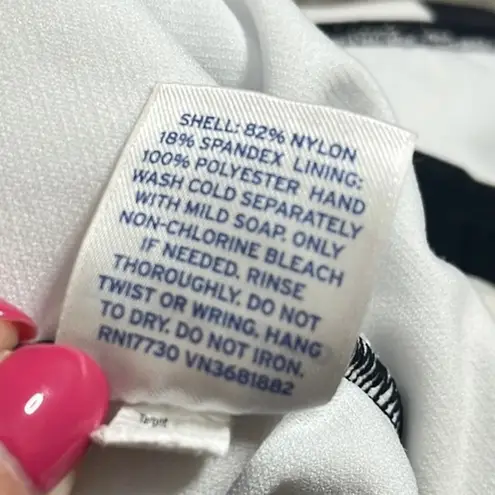 SHELL: 82% NYLON
18% SPANDEX LINING:
100% POLYESTER HAND
WASH COLD SEPARATELY
WITH MILD SOAP. ONLY
NON-CHLORINE BLEACH
IF NEEDED. RINSE
THOROUGHLY. DO NOT
TWIST OR WRING. HANG
TO DRY. DO NOT IRON.
RN17730 VN3681882
Target